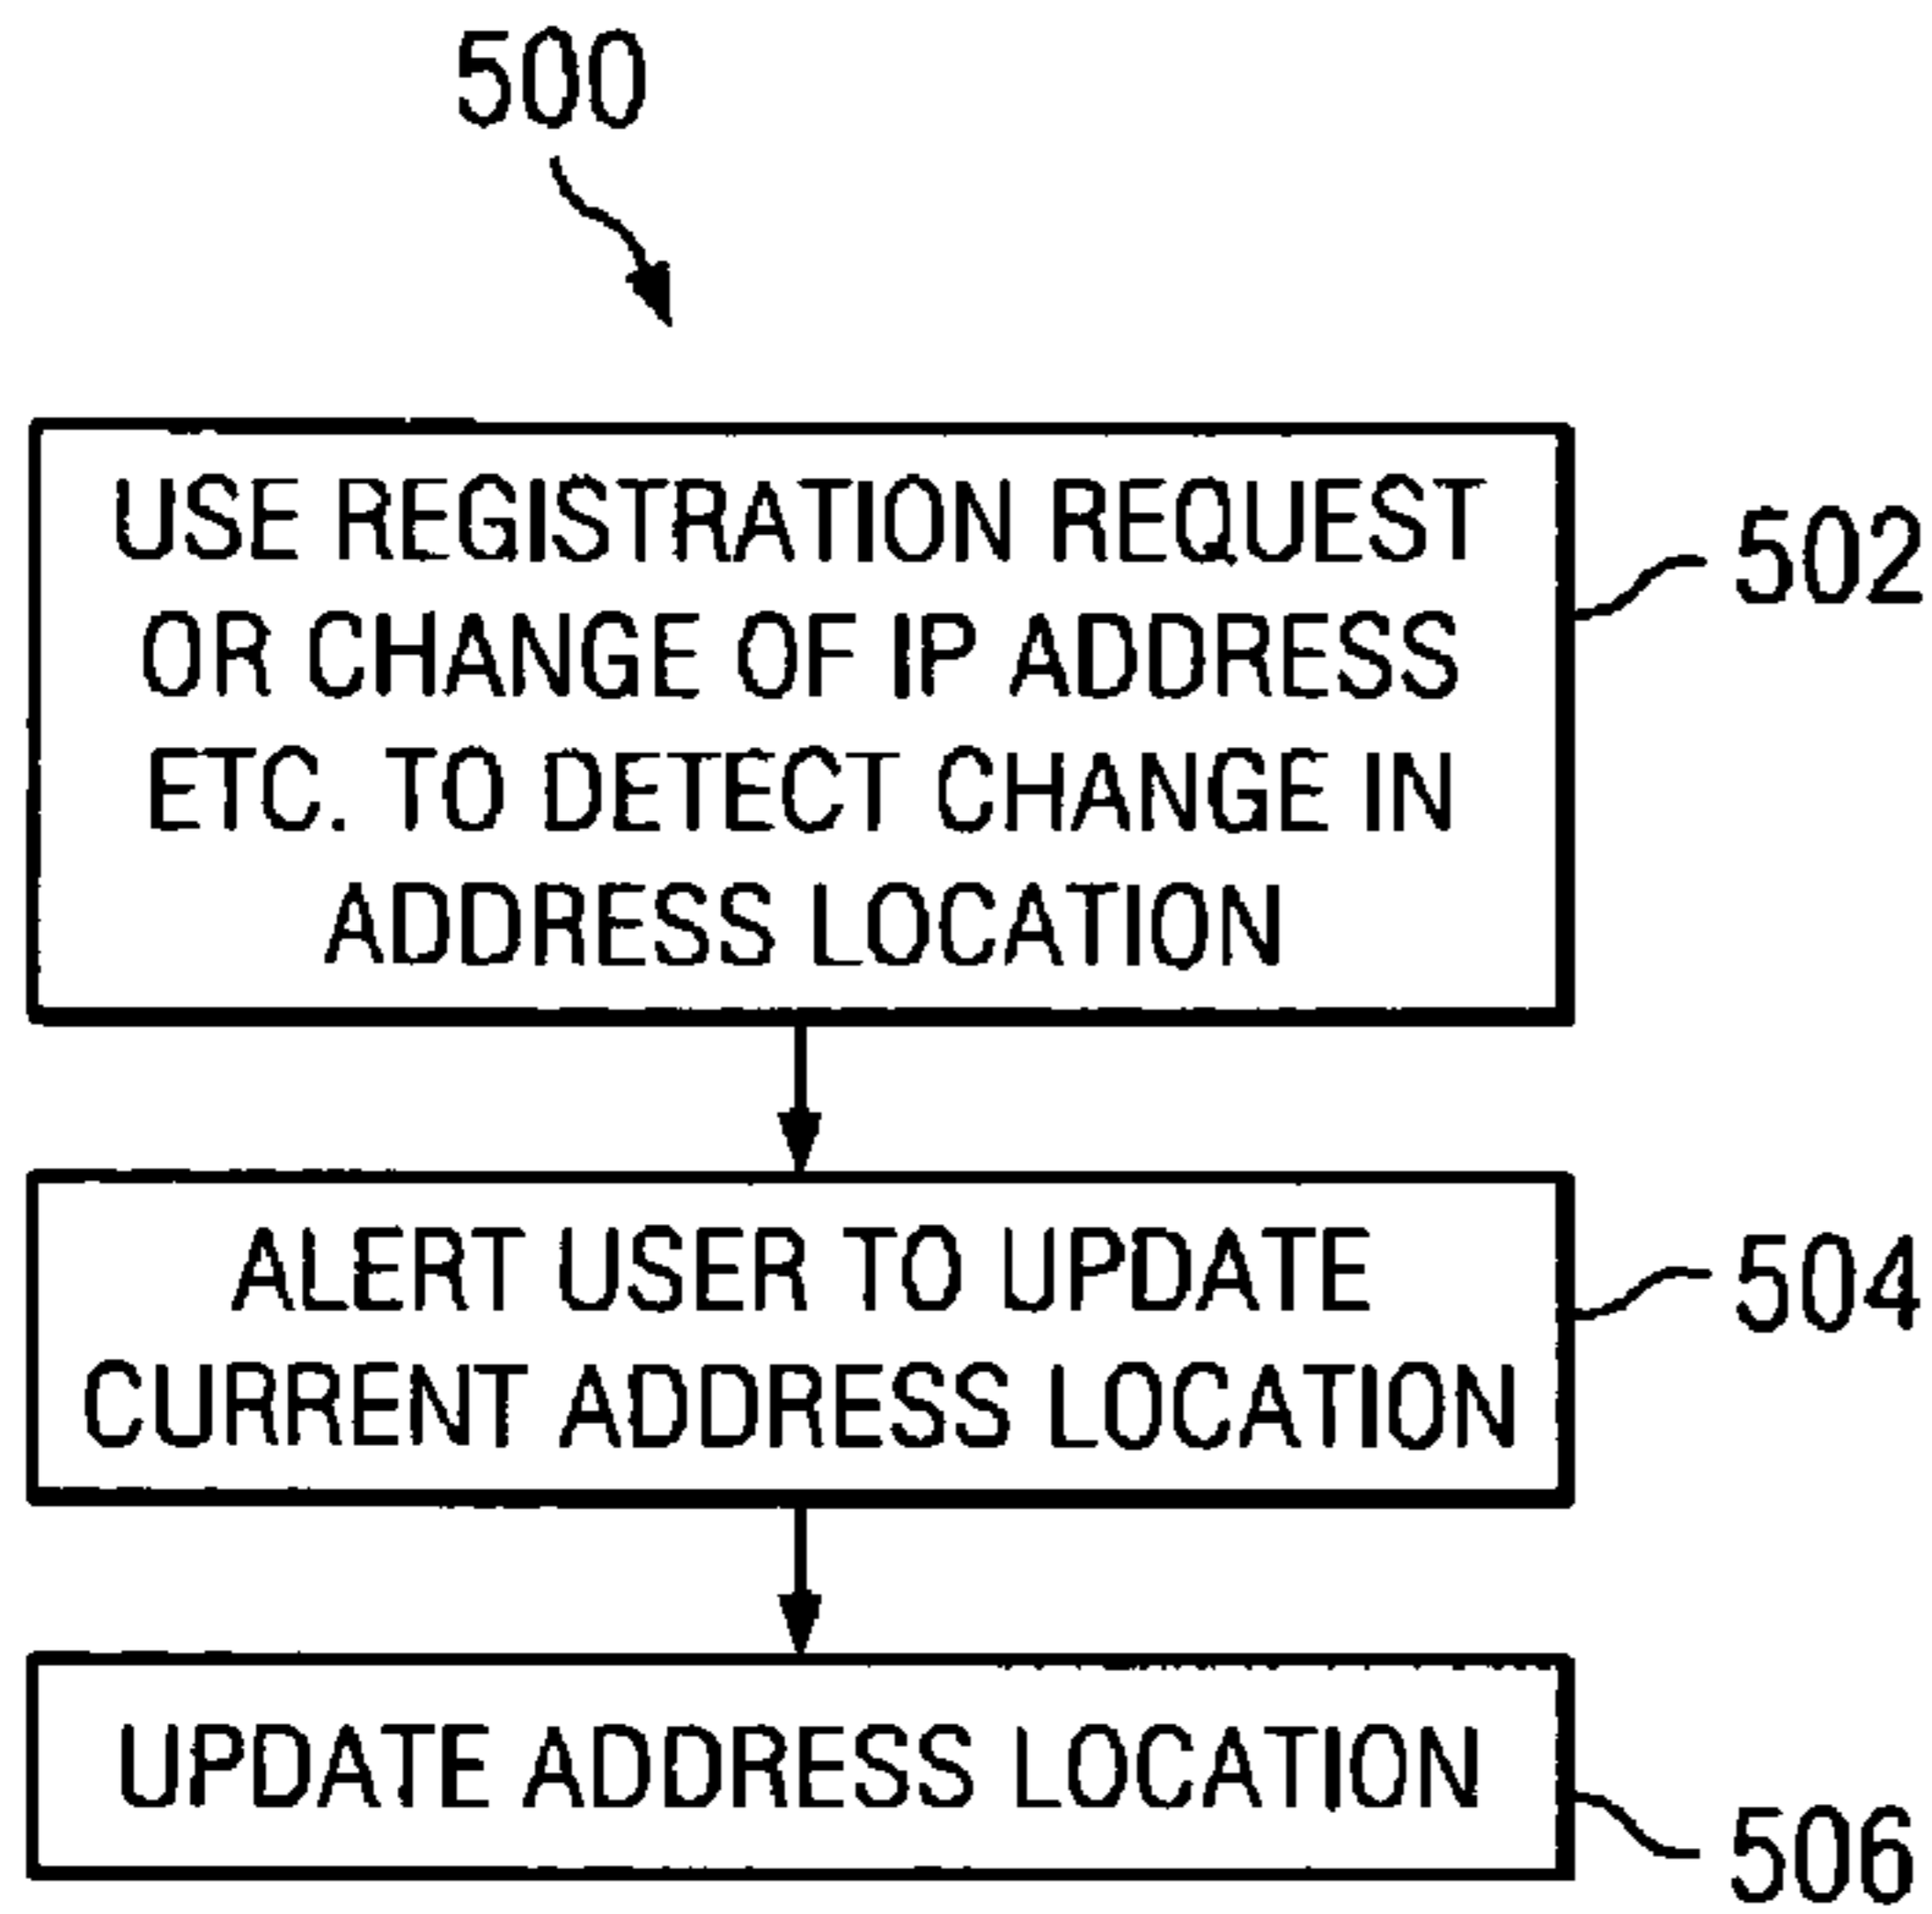 500
USE REGISTRATION REQUEST
OR CHANGE OF IP ADDRESS
ETC. TO DETECT CHANGE IN
ADDRESS LOCATION
502
ALERT USER TO UPDATE
CURRENT ADDRESS LOCATION
504
UPDATE ADDRESS LOCATION
506